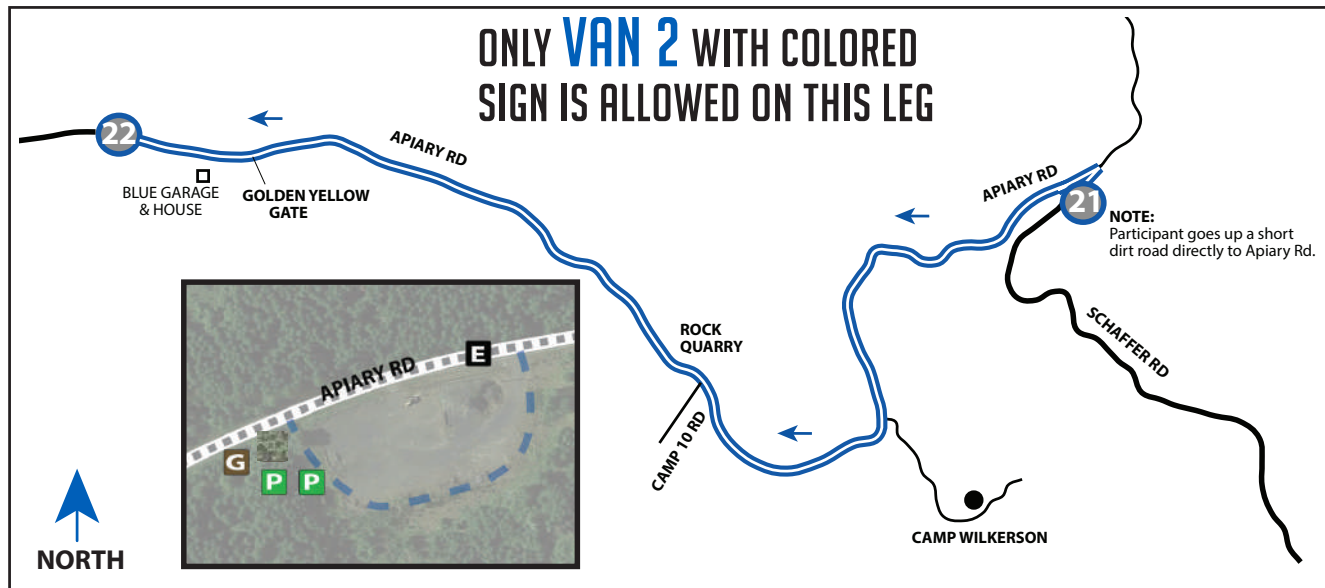 ONLY VAN 2 WITH COLORED
SIGN IS ALLOWED ON THIS LEG
22
APIARY RD
BLUE GARAGE
& HOUSE
GOLDEN YELLOW
GATE
APIARY RD
21
NOTE:
Participant goes up a short
dirt road directly to Apiary Rd.
SCHAFFER RD
ROCK
QUARRY
CAMP 10 RD
CAMP WILKERSON
APIARY RD
E
G
P
P
NORTH